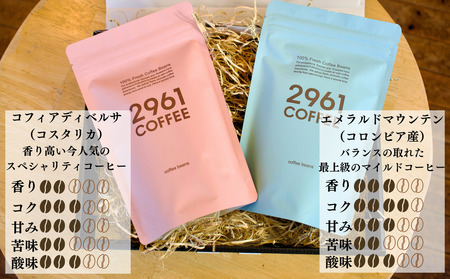 100% Fresh Coffee Beans
2961
COFFEE
coffee beans
100% Fresh Coffee Beans
2961
COFFEE
coffee beans
コフィアディベルサ
(コスタリカ)
香り高い今人気の
スペシャリティコーヒー
香り
コク
甘み
苦味
酸味
エメラルドマウンテン
(コロンビア産)
バランスの取れた
最上級のマイルドコーヒー
香り
コク
甘み
苦味
酸味